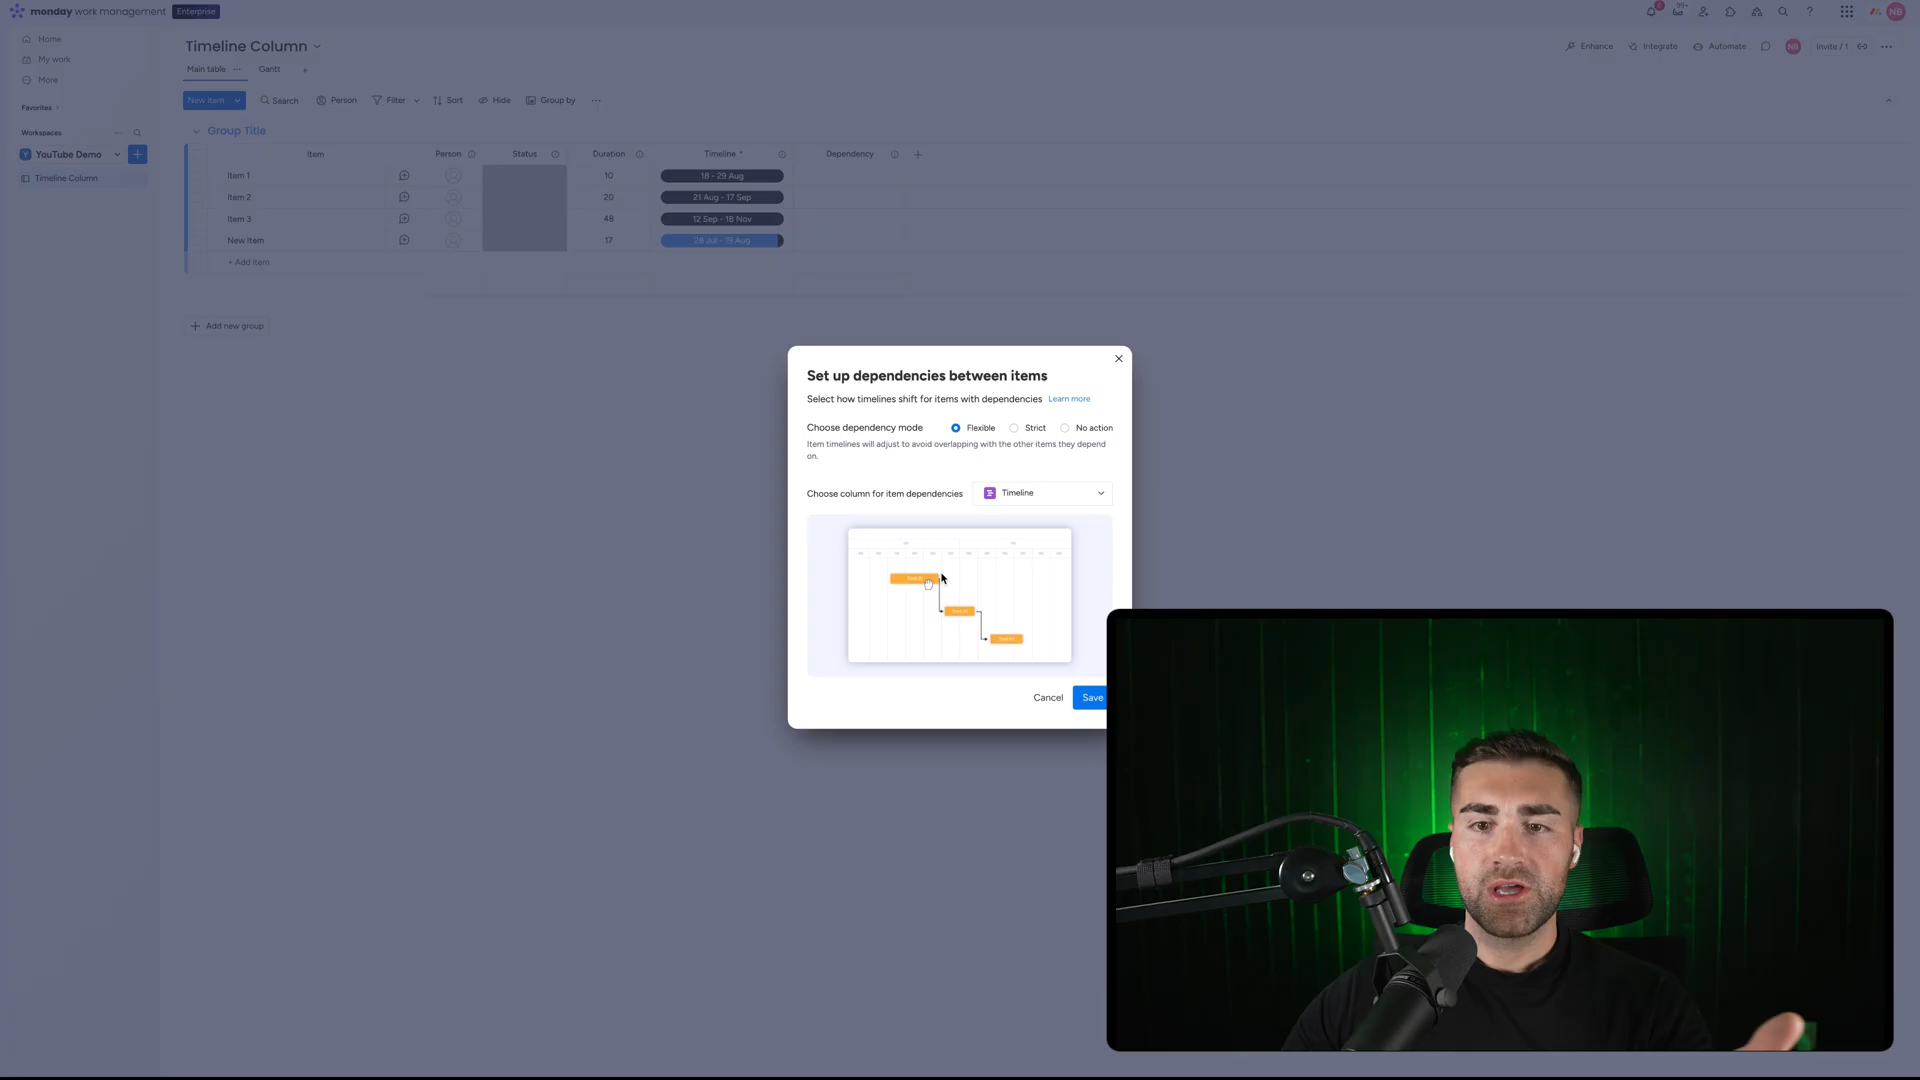 monday work management Enterprise
6 99+ NB
Home
My work
More
Favorites
Workspaces
YouTube Demo
Timeline Column
Timeline Column
Enhance Integrate Automate NB Invite / 1
Main table Gantt
New item Search Person Filter Sort Hide Group by
Group Title
Item Person Status Duration Timeline Dependency
Item 1 10 18 - 29 Aug
Item 2 20 21 Aug - 17 Sep
Item 3 48 12 Sep - 18 Nov
New Item 17 28 Jul - 19 Aug
+ Add item
Add new group
Set up dependencies between items
Select how timelines shift for items with dependencies Learn more
Choose dependency mode Flexible Strict No action
Item timelines will adjust to avoid overlapping with the other items they depend
on.
Choose column for item dependencies Timeline
Cancel Save